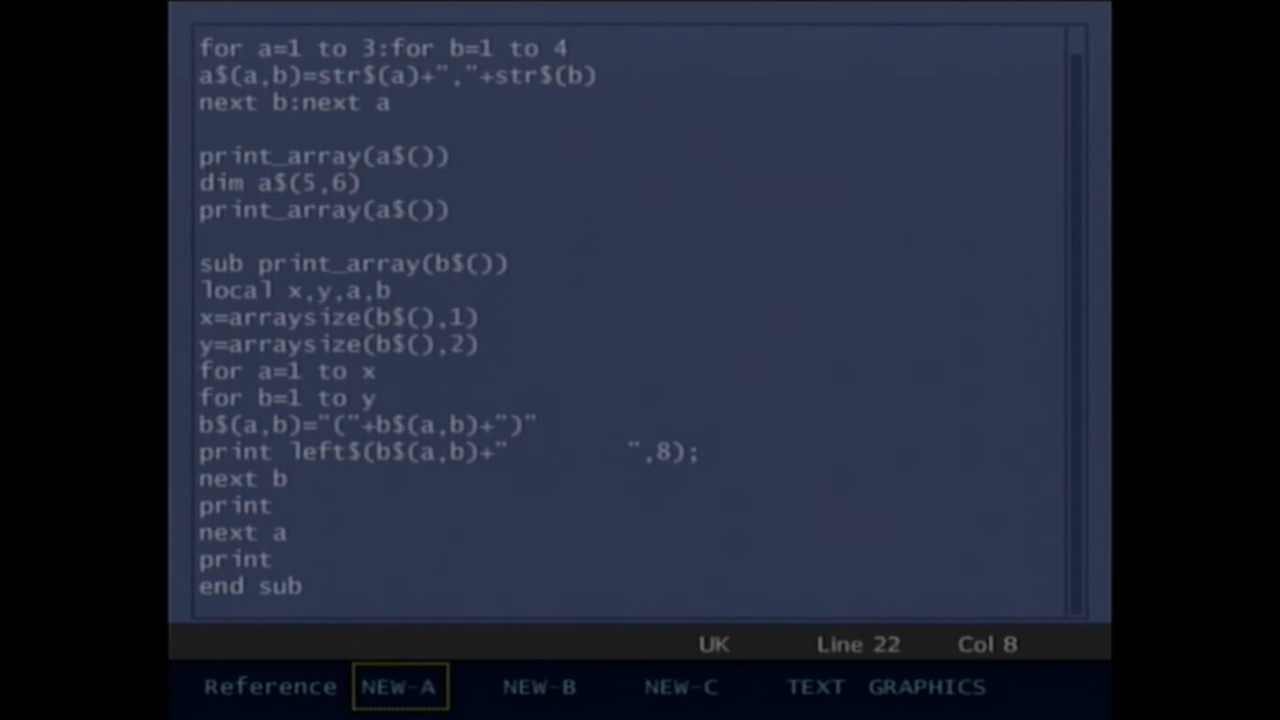 for a=1 to 3:for b=1 to 4
a$(a,b)=str$(a)+","+str$(b)
next b:next a

print_array(a$())
dim a$(5,6)
print_array(a$())

sub print_array(b$())
local x,y,a,b
x=arraysize(b$(),1)
y=arraysize(b$(),2)
for a=1 to x
for b=1 to y
b$(a,b)="("+b$(a,b)+")"
print left$(b$(a,b)+"        ",8);
next b
print
next a
print
end sub
UK Line 22 Col 8
Reference NEW-A NEW-B NEW-C TEXT GRAPHICS